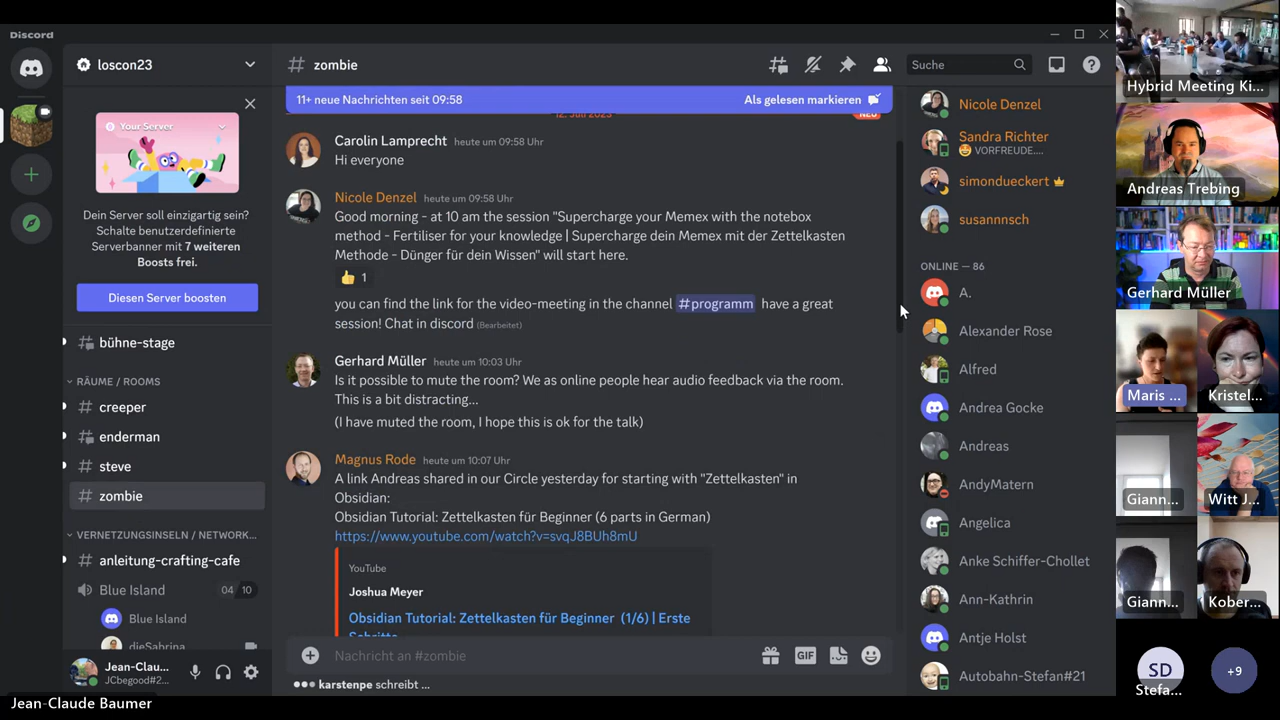 Discord
loscon23
Your Server
Dein Server soll einzigartig sein?
Schalte benutzerdefinierte
Serverbanner mit 7 weiteren
Boosts frei.
Diesen Server boosten
bühne-stage
RÄUME / ROOMS
creeper
enderman
steve
# zombie
VERNETZUNGSINSELN / NETWORK...
# anleitung-crafting-cafe
Blue Island
04 10
Blue Island
dieSabrina
Jean-Clau...
JCbegood#2...
# zombie
Suche
11+ neue Nachrichten seit 09:58
Als gelesen markieren
12. Juli 2023
NEU
Carolin Lamprecht heute um 09:58 Uhr
Hi everyone
Nicole Denzel heute um 09:58 Uhr
Good morning - at 10 am the session "Supercharge your Memex with the notebox
method - Fertiliser for your knowledge | Supercharge dein Memex mit der Zettelkasten
Methode - Dünger für dein Wissen" will start here.
👍 1
you can find the link for the video-meeting in the channel #programm have a great
session! Chat in discord (Bearbeitet)
Gerhard Müller heute um 10:03 Uhr
Is it possible to mute the room? We as online people hear audio feedback via the room.
This is a bit distracting...
(I have muted the room, I hope this is ok for the talk)
Magnus Rode heute um 10:07 Uhr
A link Andreas shared in our Circle yesterday for starting with "Zettelkasten" in
Obsidian:
Obsidian Tutorial: Zettelkasten für Beginner (6 parts in German)
https://www.youtube.com/watch?v=svqJ8BUh8mU
YouTube
Joshua Meyer
Obsidian Tutorial: Zettelkasten für Beginner (1/6) | Erste
Schritte
Nachricht an #zombie
GIF
karstenpe schreibt ...
Nicole Denzel
Sandra Richter
🤩 VORFREUDE....
simondueckert
susannnsch
ONLINE — 86
A.
Alexander Rose
Alfred
Andrea Gocke
Andreas
AndyMatern
Angelica
Anke Schiffer-Chollet
Ann-Kathrin
Antje Holst
Autobahn-Stefan#21
Hybrid Meeting Ki...
Andreas Trebing
Gerhard Müller
Maris ...
Kristel...
Giann...
Witt J...
Giann...
Kober...
SD
Stefa...
+9
Jean-Claude Baumer